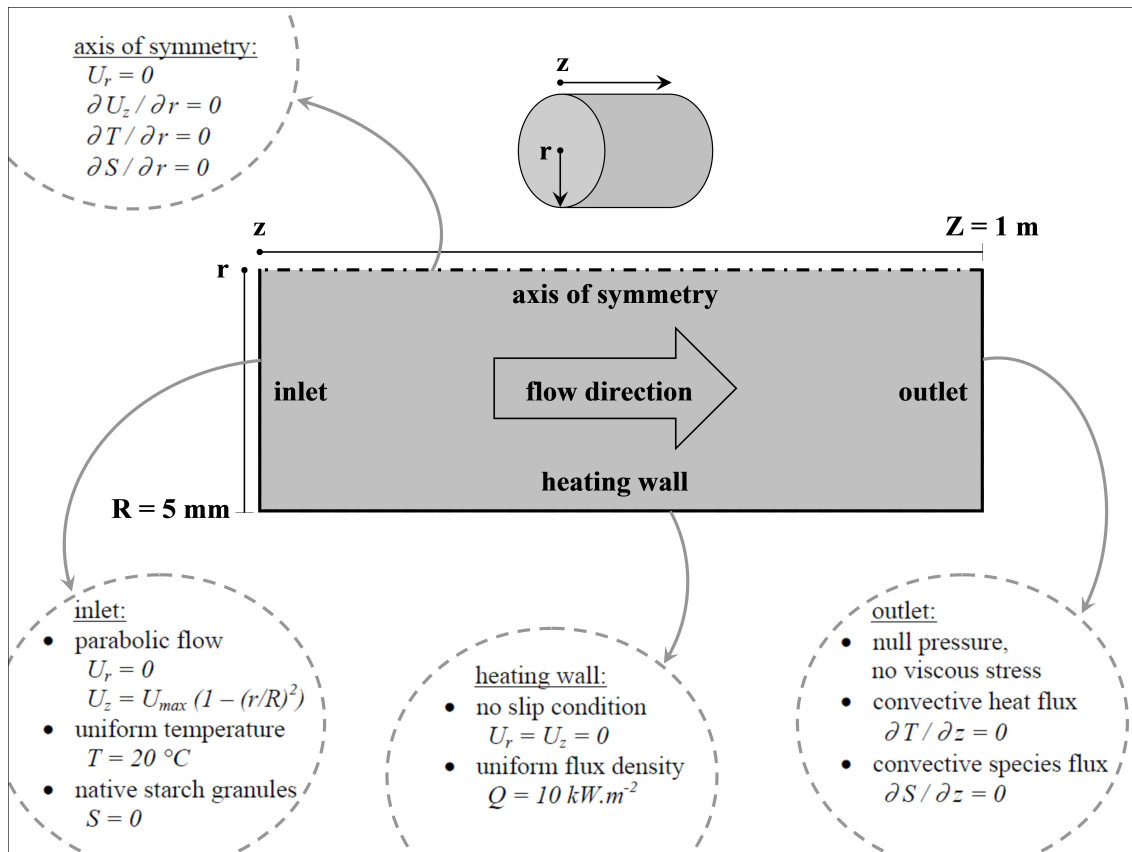 axis of symmetry:
U_r = 0
∂U_z / ∂r = 0
∂T / ∂r = 0
∂S / ∂r = 0
z
r
z
Z = 1 m
r
axis of symmetry
inlet
flow direction
outlet
heating wall
R = 5 mm
inlet:
• parabolic flow
U_r = 0
U_z = U_max (1 – (r/R)²)
• uniform temperature
T = 20 °C
• native starch granules
S = 0
heating wall:
• no slip condition
U_r = U_z = 0
• uniform flux density
Q = 10 kW.m⁻²
outlet:
• null pressure,
no viscous stress
• convective heat flux
∂T / ∂z = 0
• convective species flux
∂S / ∂z = 0